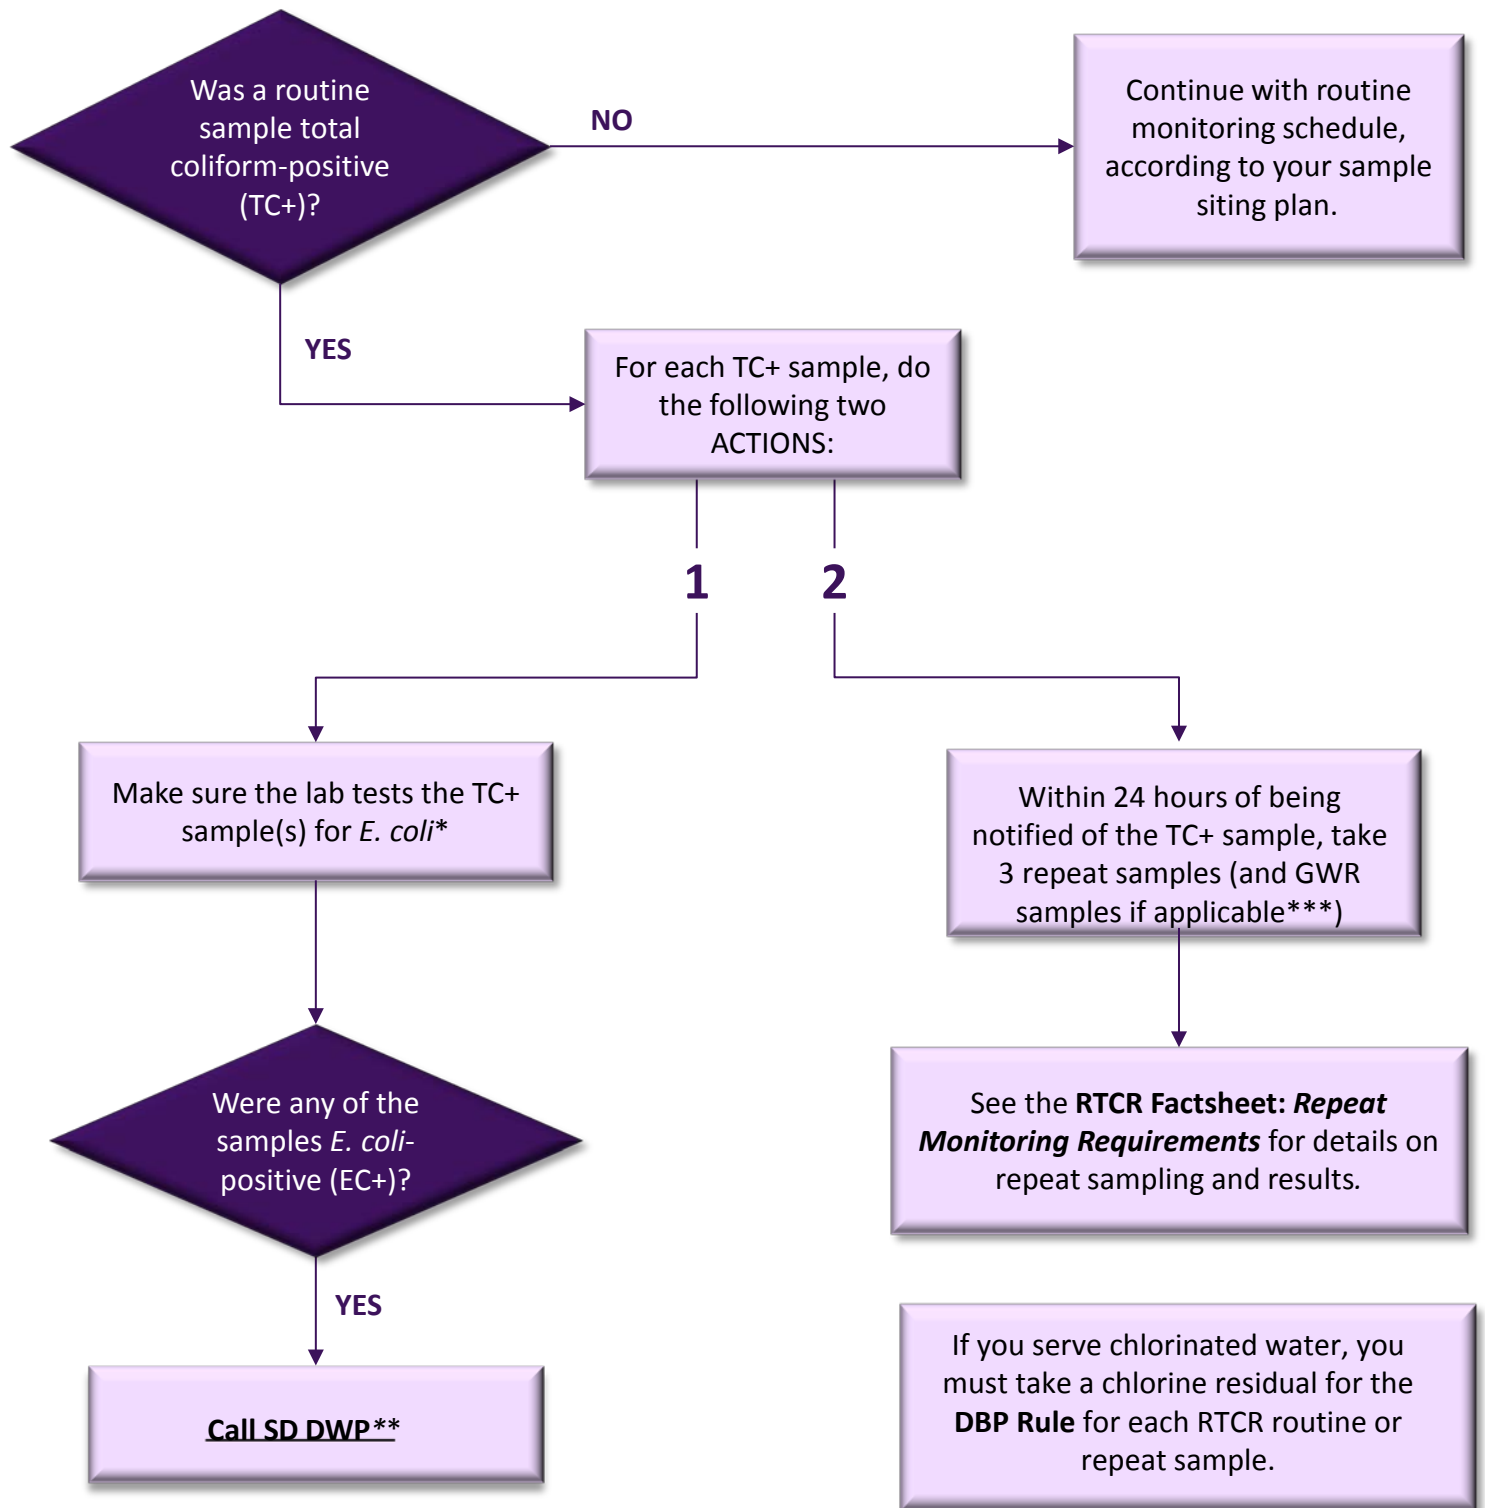 Was a routine
sample total
coliform-positive
(TC+)?
NO
Continue with routine
monitoring schedule,
according to your sample
siting plan.
YES
For each TC+ sample, do
the following two
ACTIONS:
1
2
Make sure the lab tests the TC+
sample(s) for E. coli*
Within 24 hours of being
notified of the TC+ sample, take
3 repeat samples (and GWR
samples if applicable***)
Were any of the
samples E. coli-
positive (EC+)?
See the RTCR Factsheet: Repeat
Monitoring Requirements for details on
repeat sampling and results.
YES
Call SD DWP**
If you serve chlorinated water, you
must take a chlorine residual for the
DBP Rule for each RTCR routine or
repeat sample.